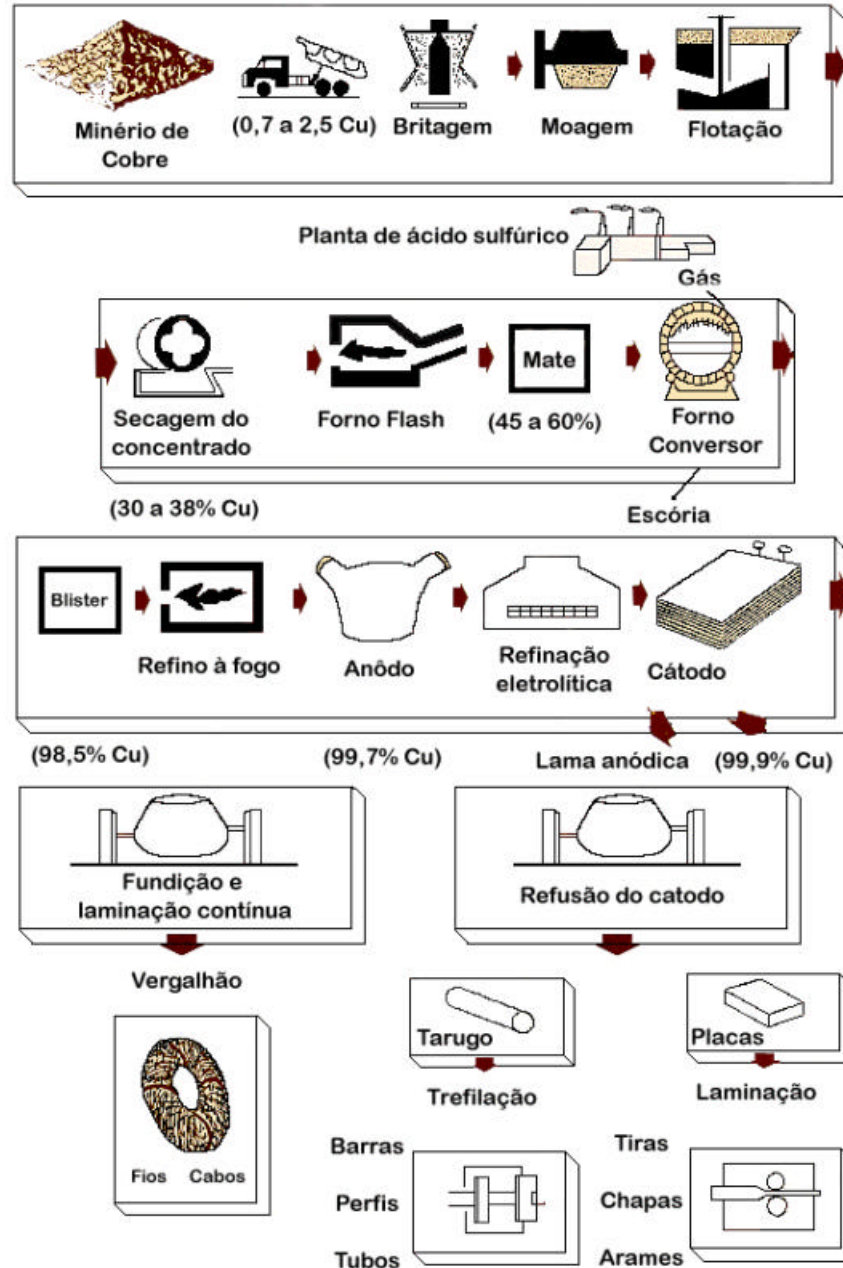 Minério de
Cobre
(0,7 a 2,5 Cu)
Britagem
Moagem
Flotação
Planta de ácido sulfúrico
Gás
Secagem do
concentrado
Forno Flash
Mate
(45 a 60%)
Forno
Conversor
(30 a 38% Cu)
Escória
Blister
Refino à fogo
Anôdo
Refinação
eletrolítica
Cátodo
(98,5% Cu)
(99,7% Cu)
Lama anódica
(99,9% Cu)
Fundição e
laminação contínua
Refusão do catodo
Vergalhão
Tarugo
Placas
Trefilação
Laminação
Fios
Cabos
Barras
Perfis
Tubos
Tiras
Chapas
Arames